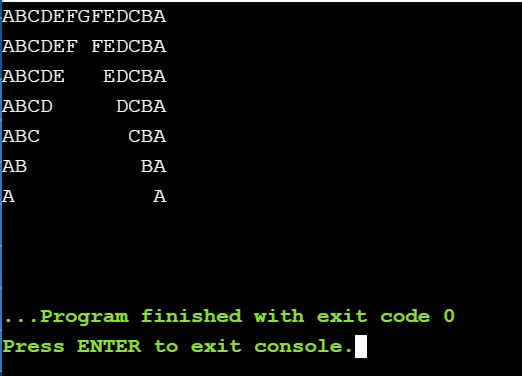 ABCDEFGFEDCBA
ABCDEF FEDCBA
ABCDE   EDCBA
ABCD     DCBA
ABC       CBA
AB         BA
A           A
...Program finished with exit code 0
Press ENTER to exit console.